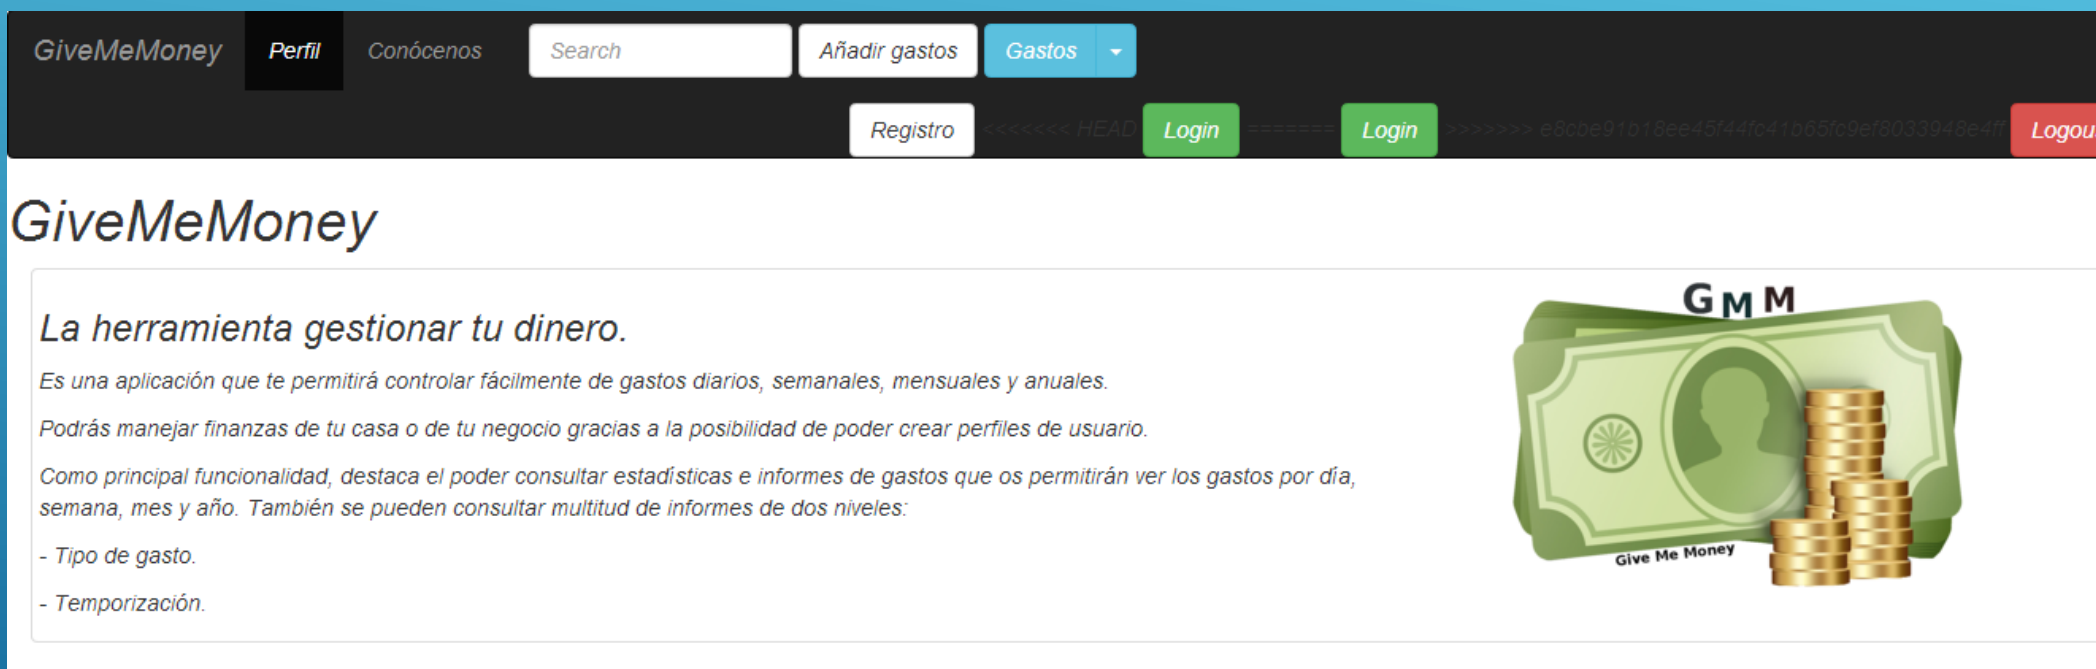 GiveMeMoney Perfil Conócenos Search Añadir gastos Gastos
Registro <<<<<<< HEAD Login ======= Login >>>>>>> e8cbe91b18ee45f44fc41b65fc9ef8033948e4ff Logou
GiveMeMoney
G M M
La herramienta gestionar tu dinero.
Es una aplicación que te permitirá controlar fácilmente de gastos diarios, semanales, mensuales y anuales.
Podrás manejar finanzas de tu casa o de tu negocio gracias a la posibilidad de poder crear perfiles de usuario.
Como principal funcionalidad, destaca el poder consultar estadísticas e informes de gastos que os permitirán ver los gastos por día,
semana, mes y año. También se pueden consultar multitud de informes de dos niveles:
- Tipo de gasto.
- Temporización.
Give Me Money